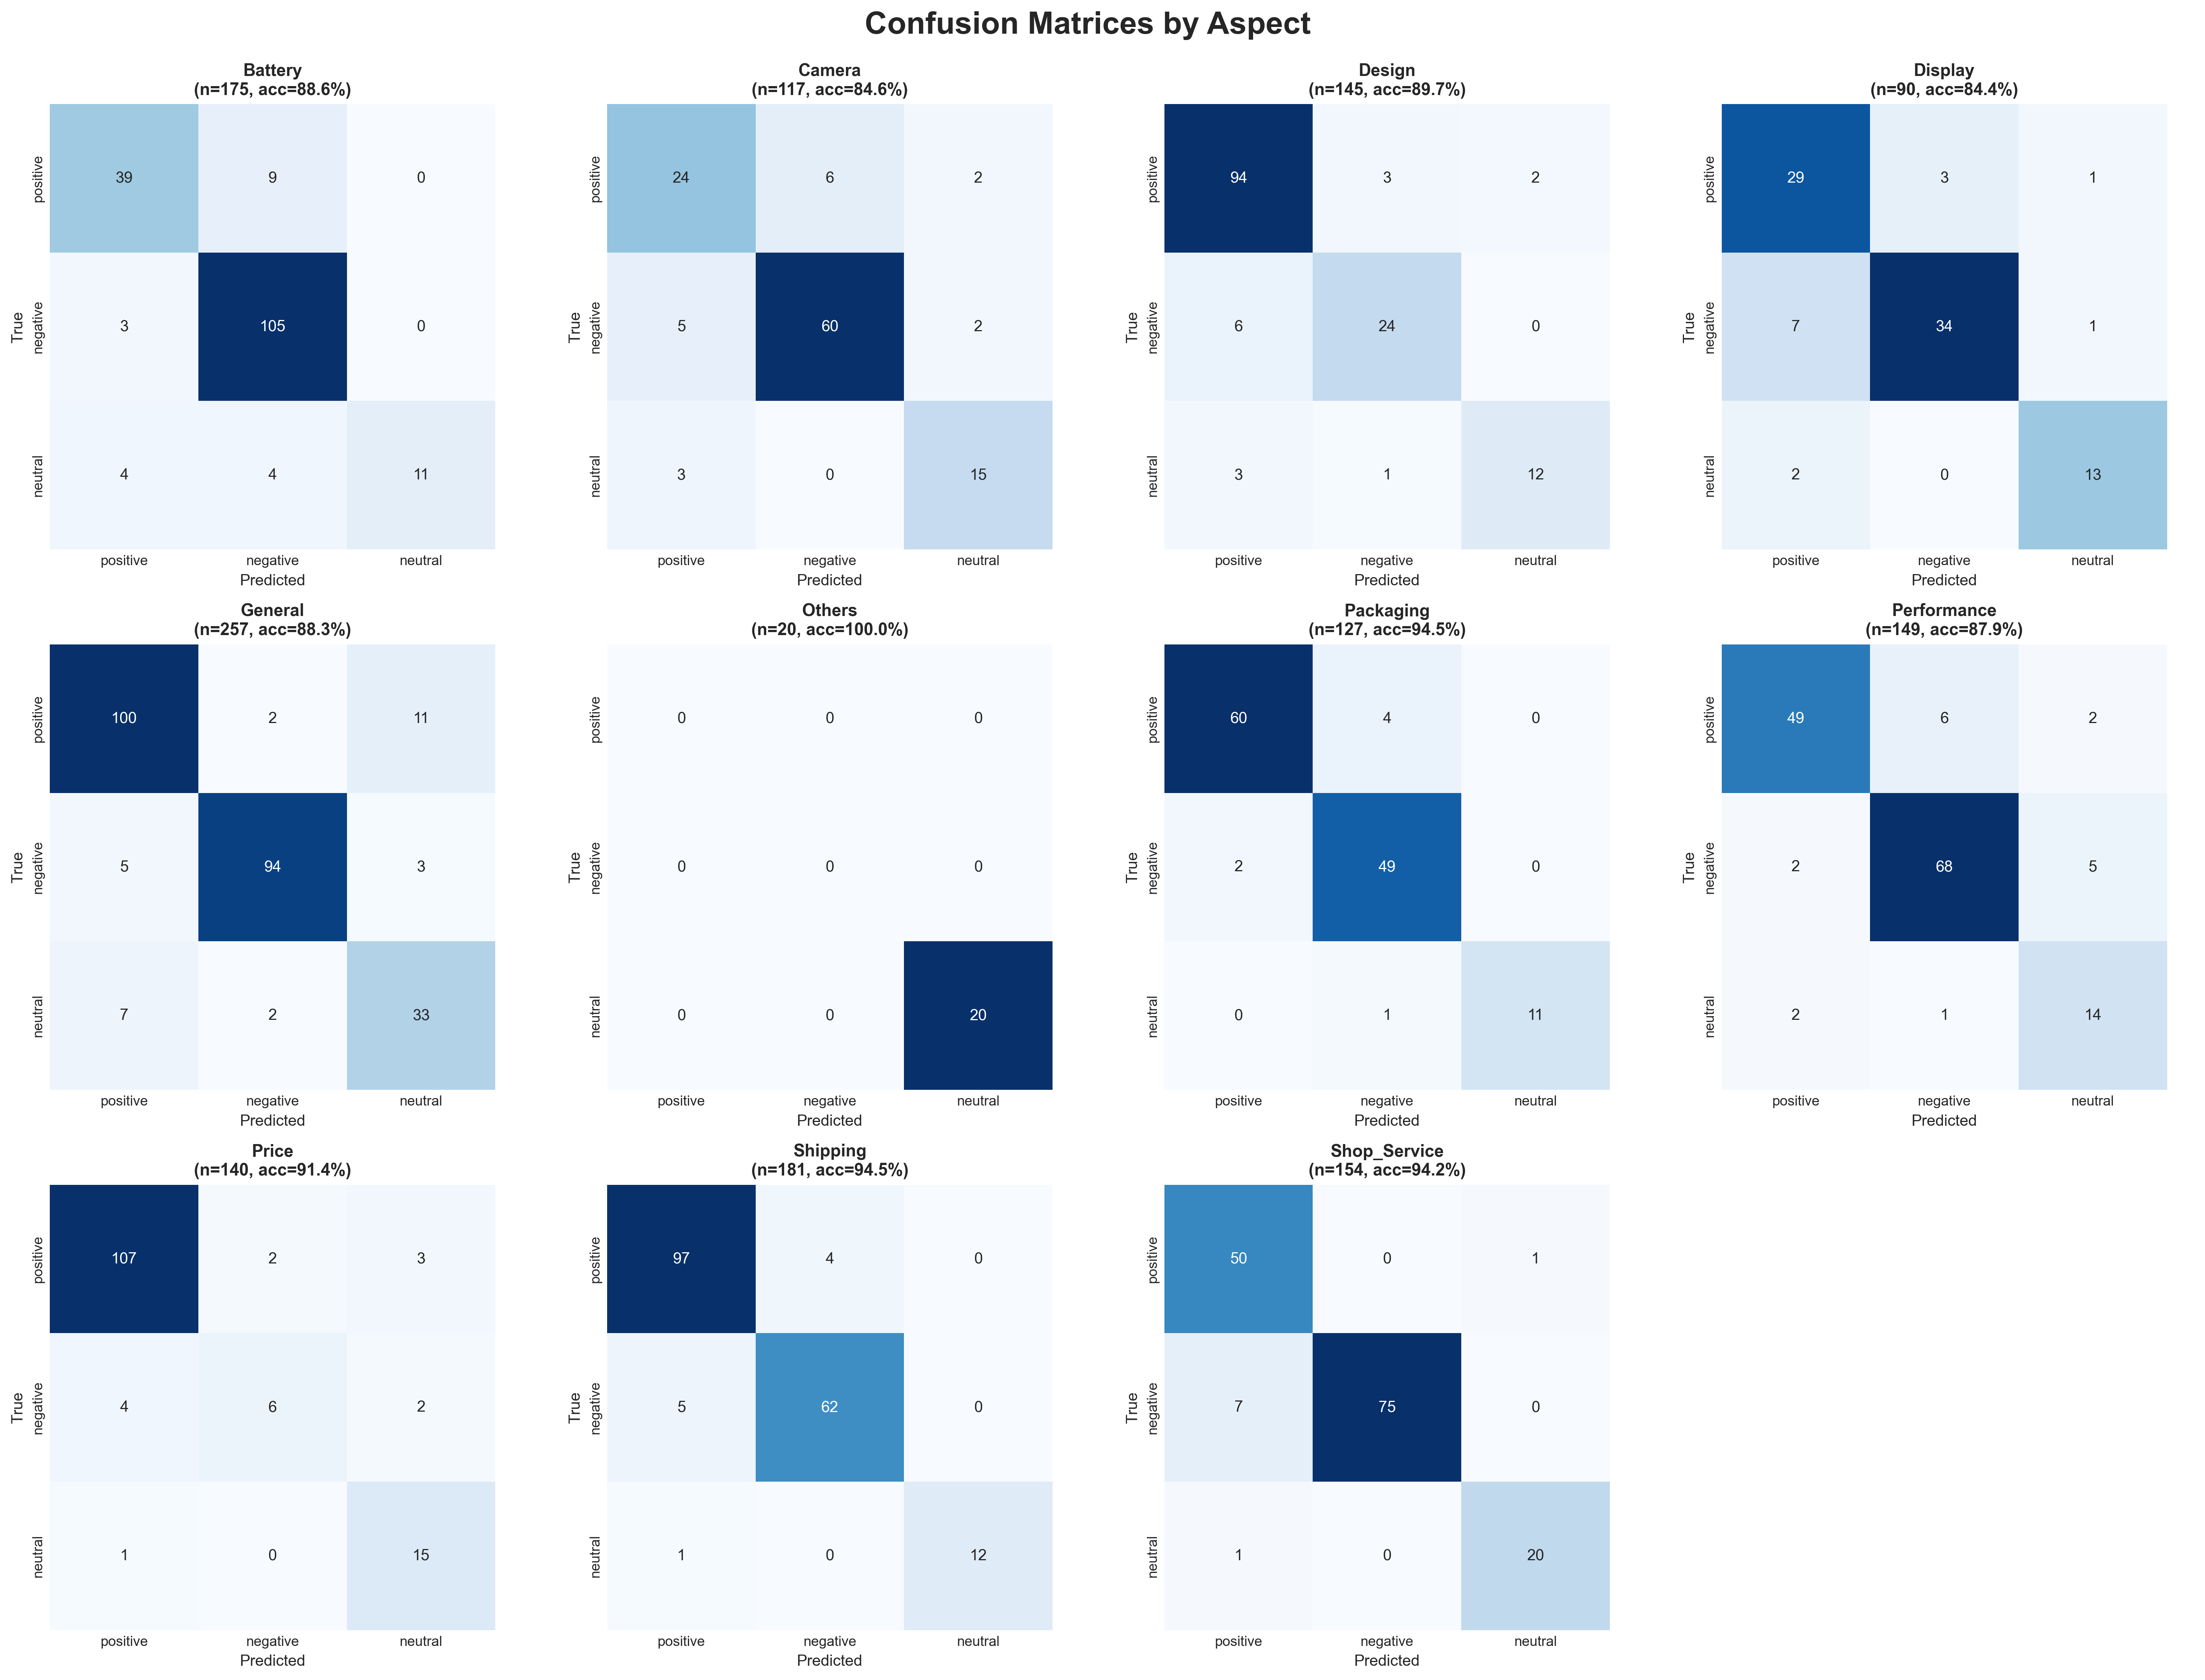 Confusion Matrices by Aspect
Battery
(n=175, acc=88.6%)
positive
39 9 0
True
negative
3 105 0
neutral
4 4 11
positive negative neutral
Predicted
Camera
(n=117, acc=84.6%)
positive
24 6 2
True
negative
5 60 2
neutral
3 0 15
positive negative neutral
Predicted
Design
(n=145, acc=89.7%)
positive
94 3 2
True
negative
6 24 0
neutral
3 1 12
positive negative neutral
Predicted
Display
(n=90, acc=84.4%)
positive
29 3 1
True
negative
7 34 1
neutral
2 0 13
positive negative neutral
Predicted
General
(n=257, acc=88.3%)
positive
100 2 11
True
negative
5 94 3
neutral
7 2 33
positive negative neutral
Predicted
Others
(n=20, acc=100.0%)
positive
0 0 0
True
negative
0 0 0
neutral
0 0 20
positive negative neutral
Predicted
Packaging
(n=127, acc=94.5%)
positive
60 4 0
True
negative
2 49 0
neutral
0 1 11
positive negative neutral
Predicted
Performance
(n=149, acc=87.9%)
positive
49 6 2
True
negative
2 68 5
neutral
2 1 14
positive negative neutral
Predicted
Price
(n=140, acc=91.4%)
positive
107 2 3
True
negative
4 6 2
neutral
1 0 15
positive negative neutral
Predicted
Shipping
(n=181, acc=94.5%)
positive
97 4 0
True
negative
5 62 0
neutral
1 0 12
positive negative neutral
Predicted
Shop_Service
(n=154, acc=94.2%)
positive
50 0 1
True
negative
7 75 0
neutral
1 0 20
positive negative neutral
Predicted